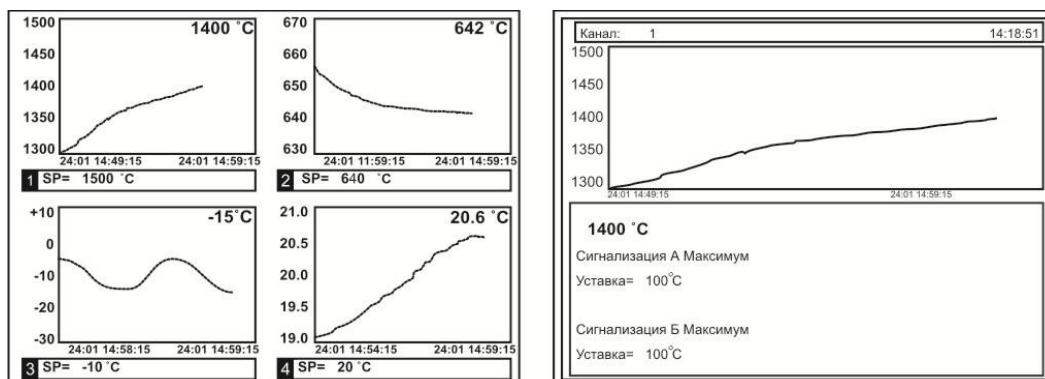 1500
1400 °C
1450
1400
1350
1300
24:01 14:49:15 24:01 14:59:15
1 SP= 1500 °C
670
642 °C
660
650
640
630
24:01 11:59:15 24:01 14:59:15
2 SP= 640 °C
+10
-15°C
0
-10
-20
-30
24:01 14:58:15 24:01 14:59:15
3 SP= -10 °C
21.0
20.6 °C
20.5
20.0
19.5
19.0
24:01 14:54:15 24:01 14:59:15
4 SP= 20 °C
Канал: 1 14:18:51
1500
1450
1400
1350
1300
24:01 14:49:15 24:01 14:59:15
1400 °C
Сигнализация А Максимум
Уставка= 100°C
Сигнализация Б Максимум
Уставка= 100°C